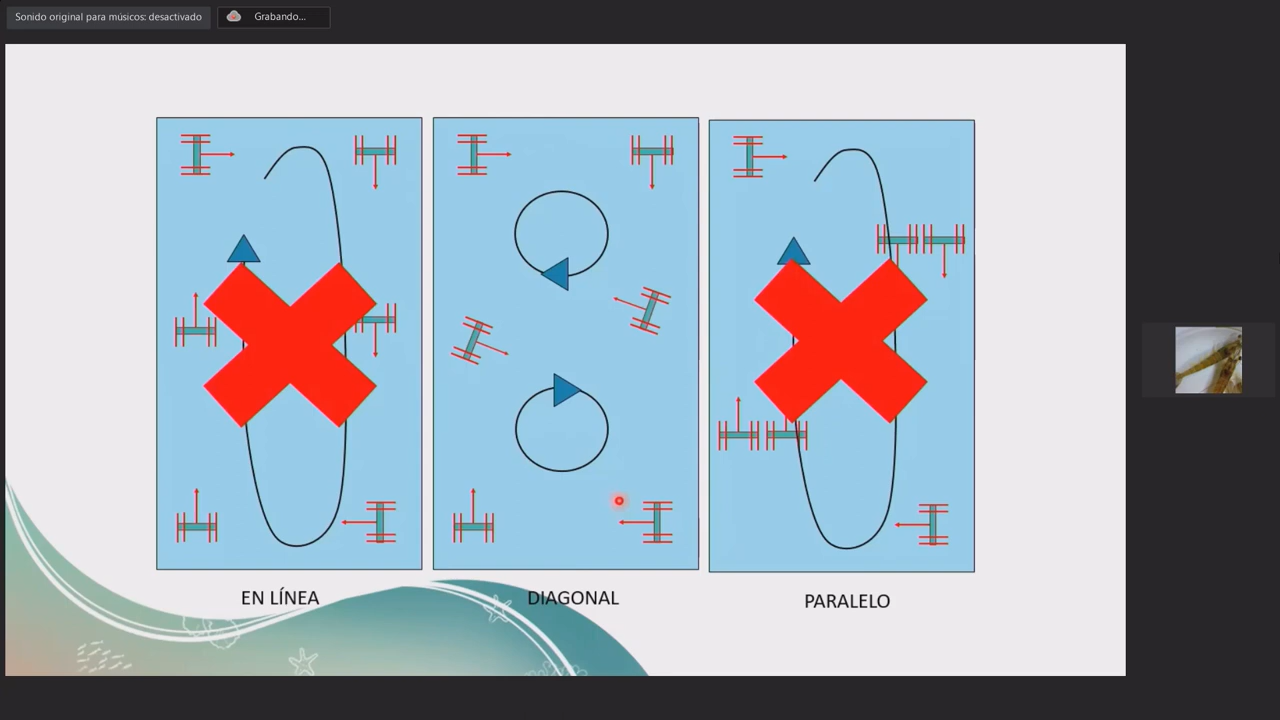 Sonido original para músicos: desactivado
Grabando...
EN LÍNEA
DIAGONAL
PARALELO